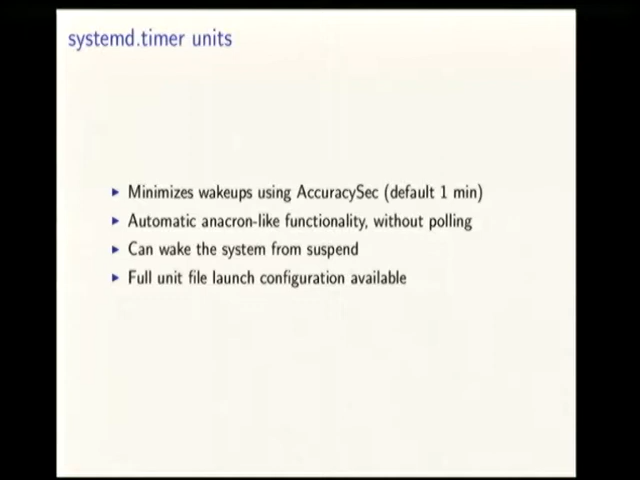 systemd.timer units
Minimizes wakeups using AccuracySec (default 1 min)
Automatic anacron-like functionality, without polling
Can wake the system from suspend
Full unit file launch configuration available